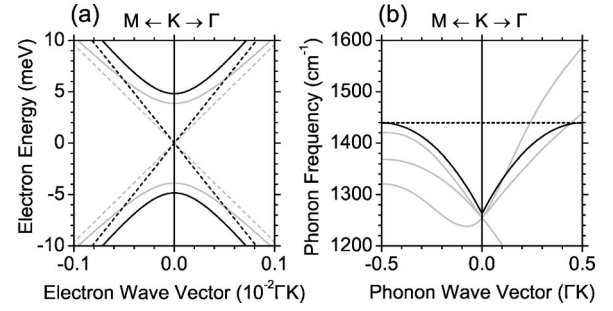 (a) M ← K → Γ
Electron Energy (meV)
10
5
0
-5
-10
-0.1 0.0 0.1
Electron Wave Vector (10⁻²ΓK)
(b) M ← K → Γ
Phonon Frequency (cm⁻¹)
1600
1500
1400
1300
1200
-0.5 0.0 0.5
Phonon Wave Vector (ΓK)